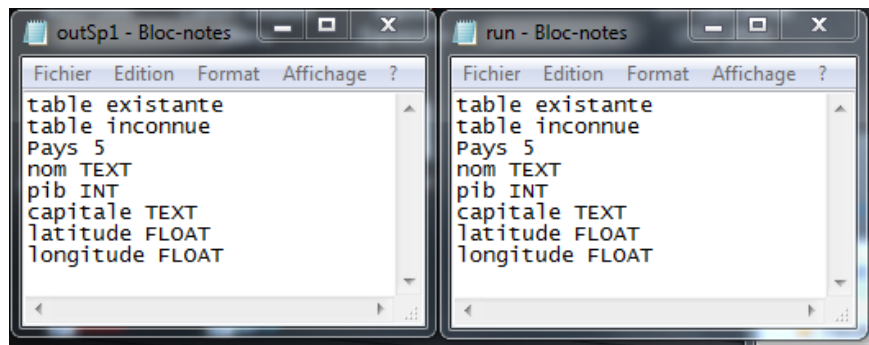 outSp1 - Bloc-notes
Fichier Edition Format Affichage ?
table existante
table inconnue
Pays 5
nom TEXT
pib INT
capitale TEXT
latitude FLOAT
longitude FLOAT
run - Bloc-notes
Fichier Edition Format Affichage ?
table existante
table inconnue
Pays 5
nom TEXT
pib INT
capitale TEXT
latitude FLOAT
longitude FLOAT